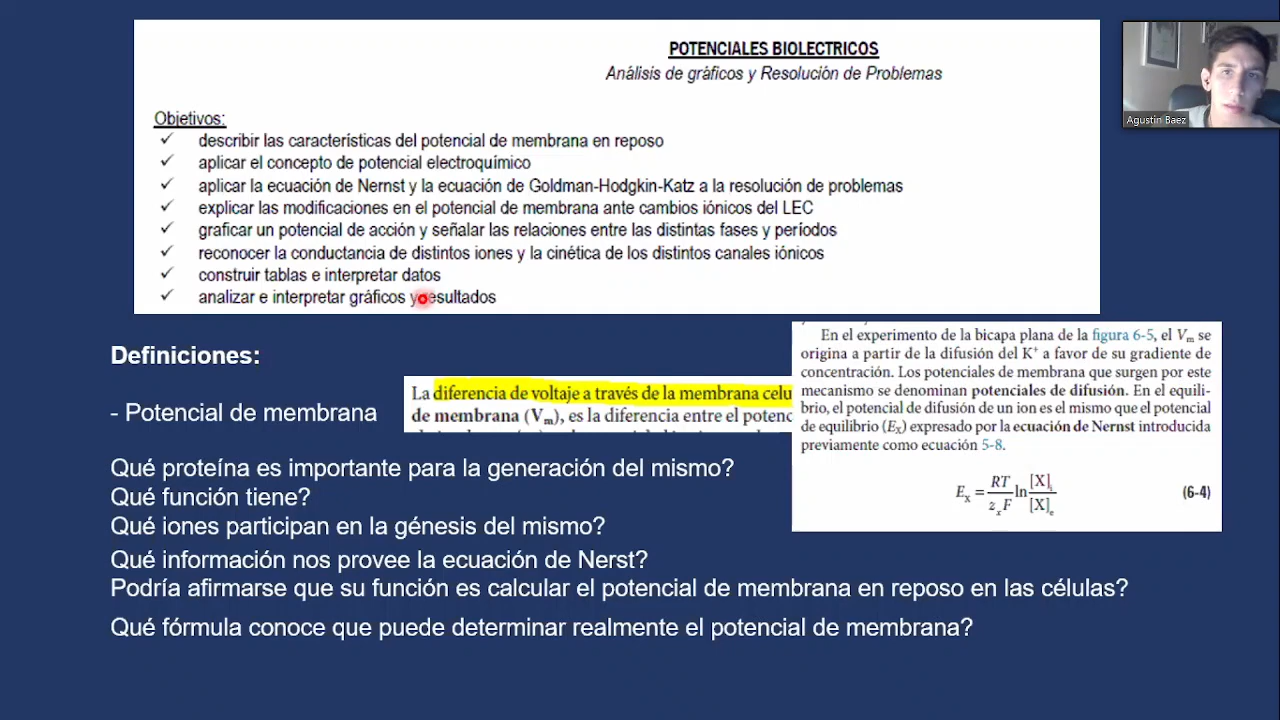 POTENCIALES BIOLECTRICOS
Análisis de gráficos y Resolución de Problemas
Objetivos:
✓ describir las características del potencial de membrana en reposo
✓ aplicar el concepto de potencial electroquímico
✓ aplicar la ecuación de Nernst y la ecuación de Goldman-Hodgkin-Katz a la resolución de problemas
✓ explicar las modificaciones en el potencial de membrana ante cambios iónicos del LEC
✓ graficar un potencial de acción y señalar las relaciones entre las distintas fases y períodos
✓ reconocer la conductancia de distintos iones y la cinética de los distintos canales iónicos
✓ construir tablas e interpretar datos
✓ analizar e interpretar gráficos y resultados
Agustin Baez
Definiciones:
- Potencial de membrana
La diferencia de voltaje a través de la membrana celu
de membrana (Vm), es la diferencia entre el potenc
En el experimento de la bicapa plana de la figura 6-5, el Vm se
origina a partir de la difusión del K⁺ a favor de su gradiente de
concentración. Los potenciales de membrana que surgen por este
mecanismo se denominan potenciales de difusión. En el equili-
brio, el potencial de difusión de un ion es el mismo que el potencial
de equilibrio (EX) expresado por la ecuación de Nernst introducida
previamente como ecuación 5-8.
Ex = RT/zxF ln [X]i/[X]e (6-4)
Qué proteína es importante para la generación del mismo?
Qué función tiene?
Qué iones participan en la génesis del mismo?
Qué información nos provee la ecuación de Nerst?
Podría afirmarse que su función es calcular el potencial de membrana en reposo en las células?
Qué fórmula conoce que puede determinar realmente el potencial de membrana?